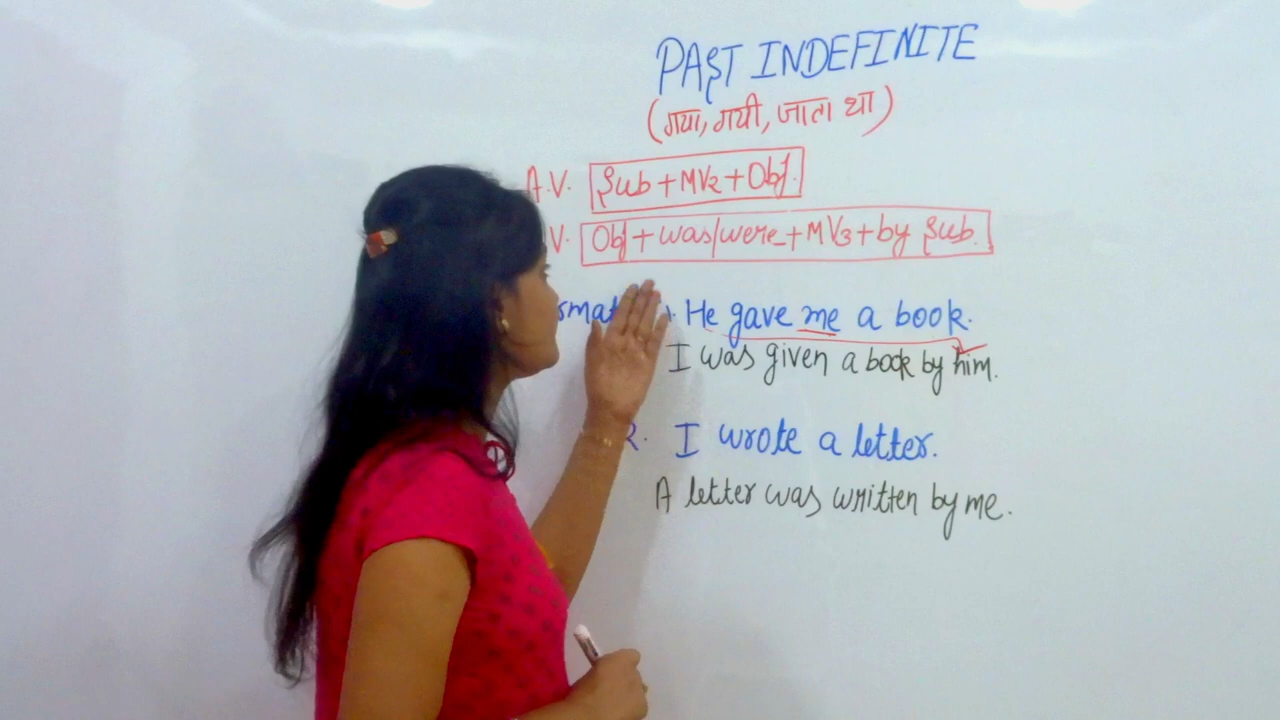 PAST INDEFINITE
(गया, गयी, जाता था)
A.V. Sub + MV2 + Obj.
V. Obj + was/were + MV3 + by Sub.
He gave me a book.
I was given a book by him.
2. I wrote a letter.
A letter was written by me.